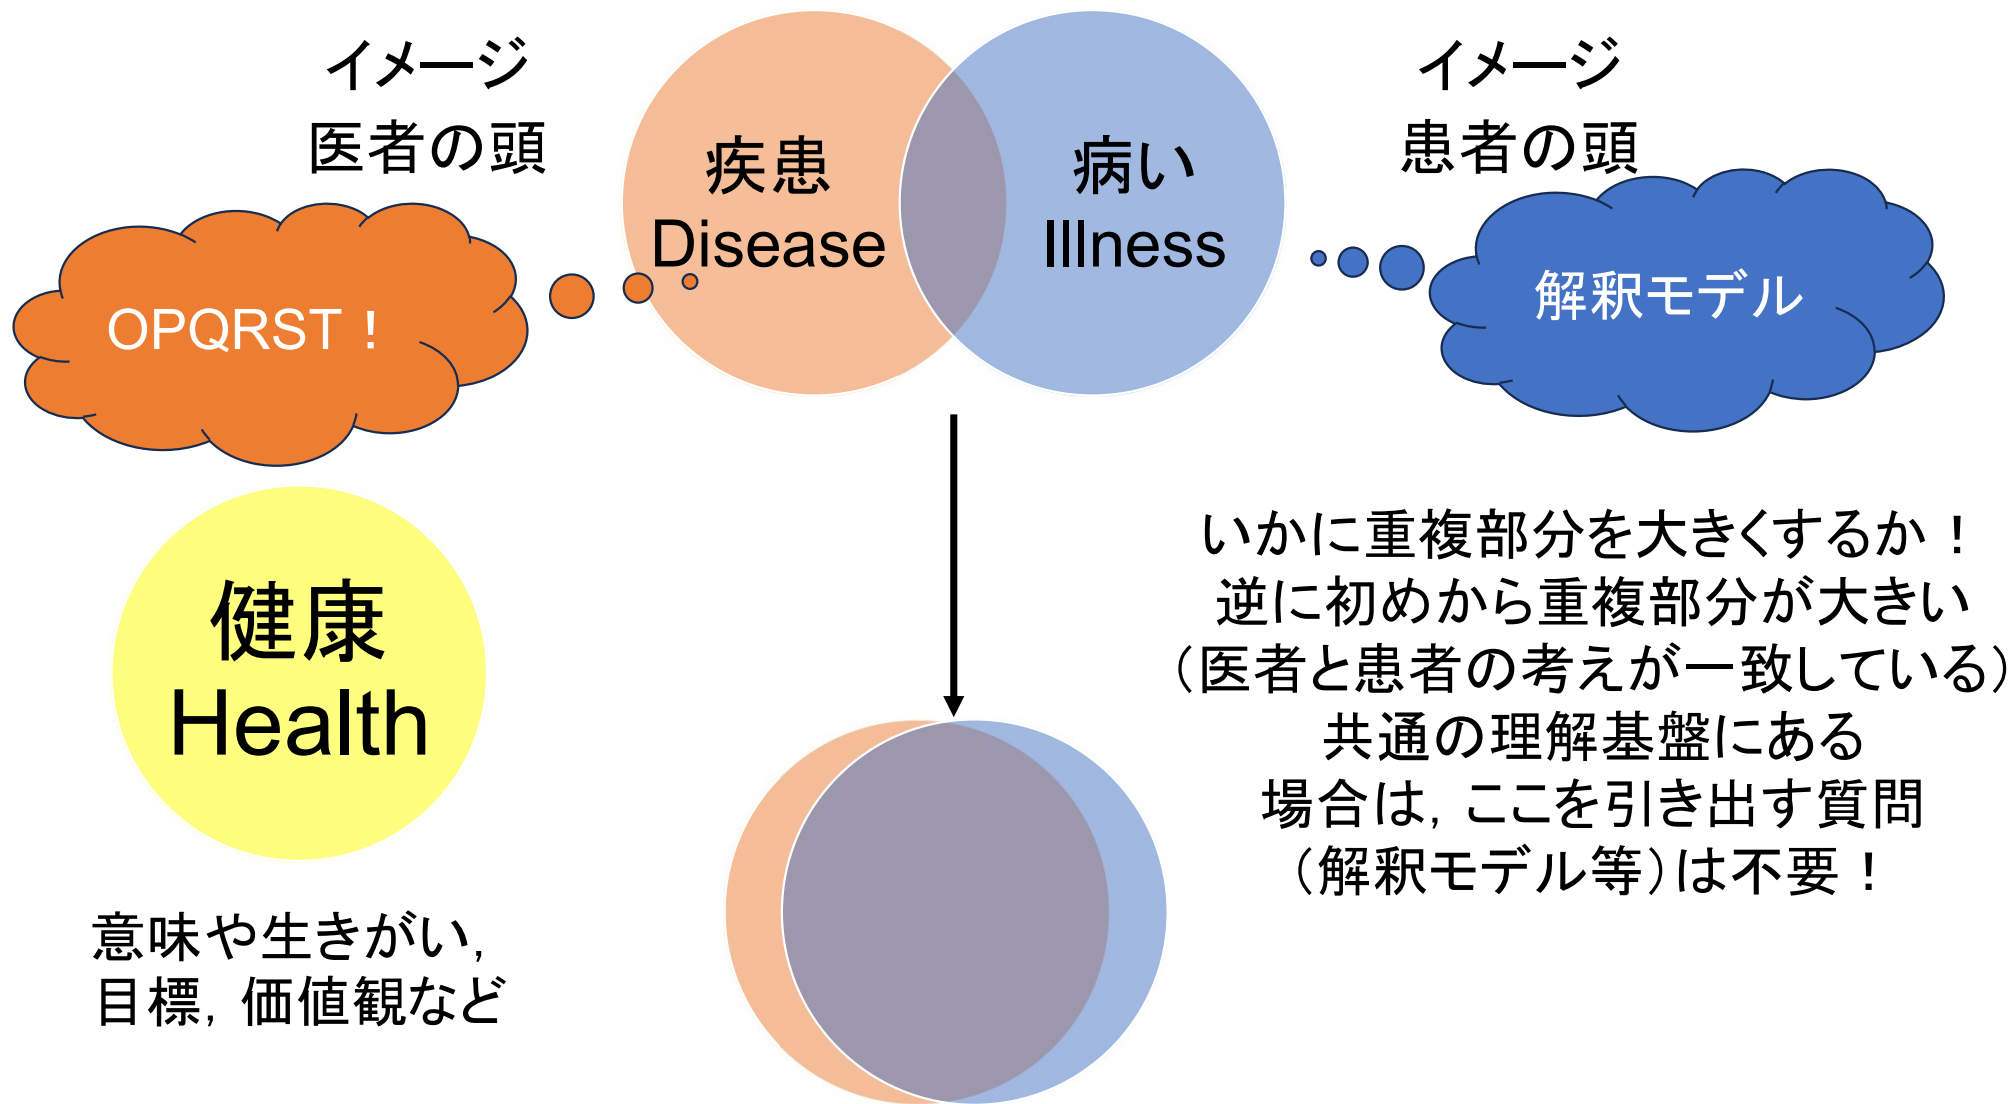 イメージ
医者の頭
OPQRST！
疾患
Disease
病い
Illness
イメージ
患者の頭
解釈モデル
健康
Health
意味や生きがい，
目標，価値観など
いかに重複部分を大きくするか！
逆に初めから重複部分が大きい
（医者と患者の考えが一致している）
共通の理解基盤にある
場合は，ここを引き出す質問
（解釈モデル等）は不要！